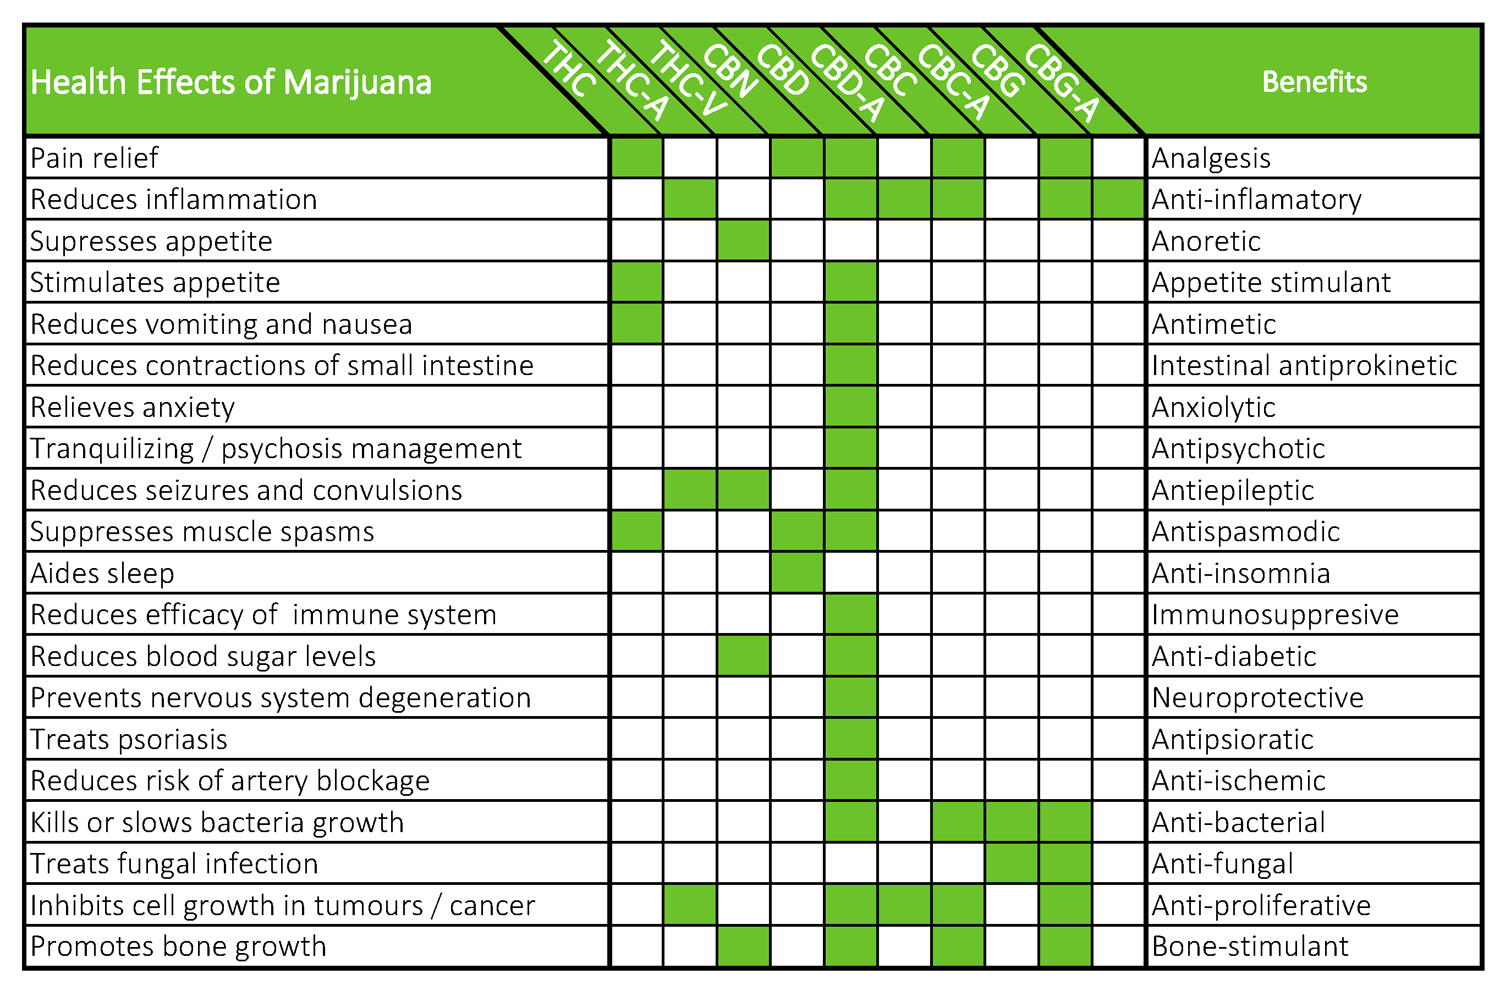 Health Effects of Marijuana THC THC-A THC-V CBN CBD CBD-A CBC CBC-A CBG CBG-A Benefits
Pain relief Analgesis
Reduces inflammation Anti-inflamatory
Supresses appetite Anoretic
Stimulates appetite Appetite stimulant
Reduces vomiting and nausea Antimetic
Reduces contractions of small intestine Intestinal antiprokinetic
Relieves anxiety Anxiolytic
Tranquilizing / psychosis management Antipsychotic
Reduces seizures and convulsions Antiepileptic
Suppresses muscle spasms Antispasmodic
Aides sleep Anti-insomnia
Reduces efficacy of  immune system Immunosuppresive
Reduces blood sugar levels Anti-diabetic
Prevents nervous system degeneration Neuroprotective
Treats psoriasis Antipsioratic
Reduces risk of artery blockage Anti-ischemic
Kills or slows bacteria growth Anti-bacterial
Treats fungal infection Anti-fungal
Inhibits cell growth in tumours / cancer Anti-proliferative
Promotes bone growth Bone-stimulant